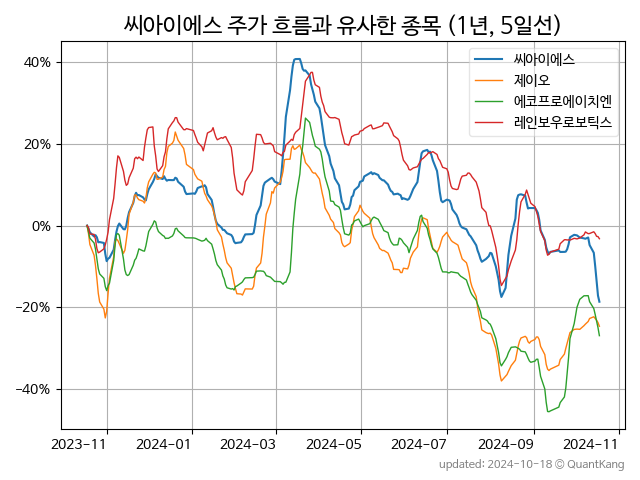 씨아이에스 주가 흐름과 유사한 종목 (1년, 5일선)
씨아이에스
제이오
에코프로에이치엔
레인보우로보틱스
40%
20%
0%
−20%
−40%
2023-11 2024-01 2024-03 2024-05 2024-07 2024-09 2024-11
updated: 2024-10-18 © QuantKang